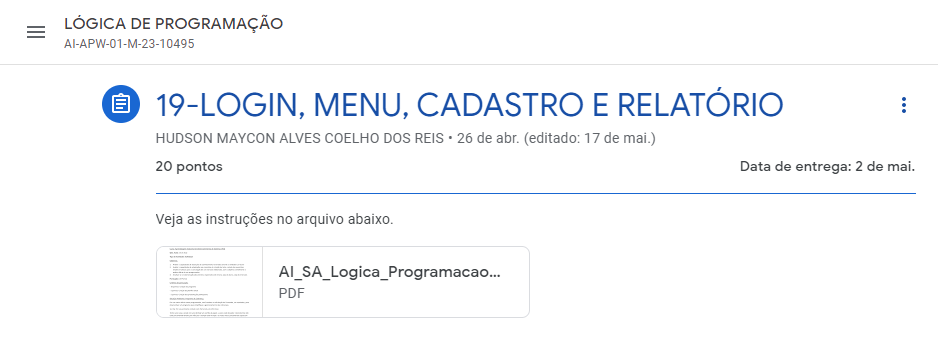 LÓGICA DE PROGRAMAÇÃO
AI-APW-01-M-23-10495
19-LOGIN, MENU, CADASTRO E RELATÓRIO
HUDSON MAYCON ALVES COELHO DOS REIS • 26 de abr. (editado: 17 de mai.)
20 pontos
Data de entrega: 2 de mai.
Veja as instruções no arquivo abaixo.
AI_SA_Logica_Programacao...
PDF